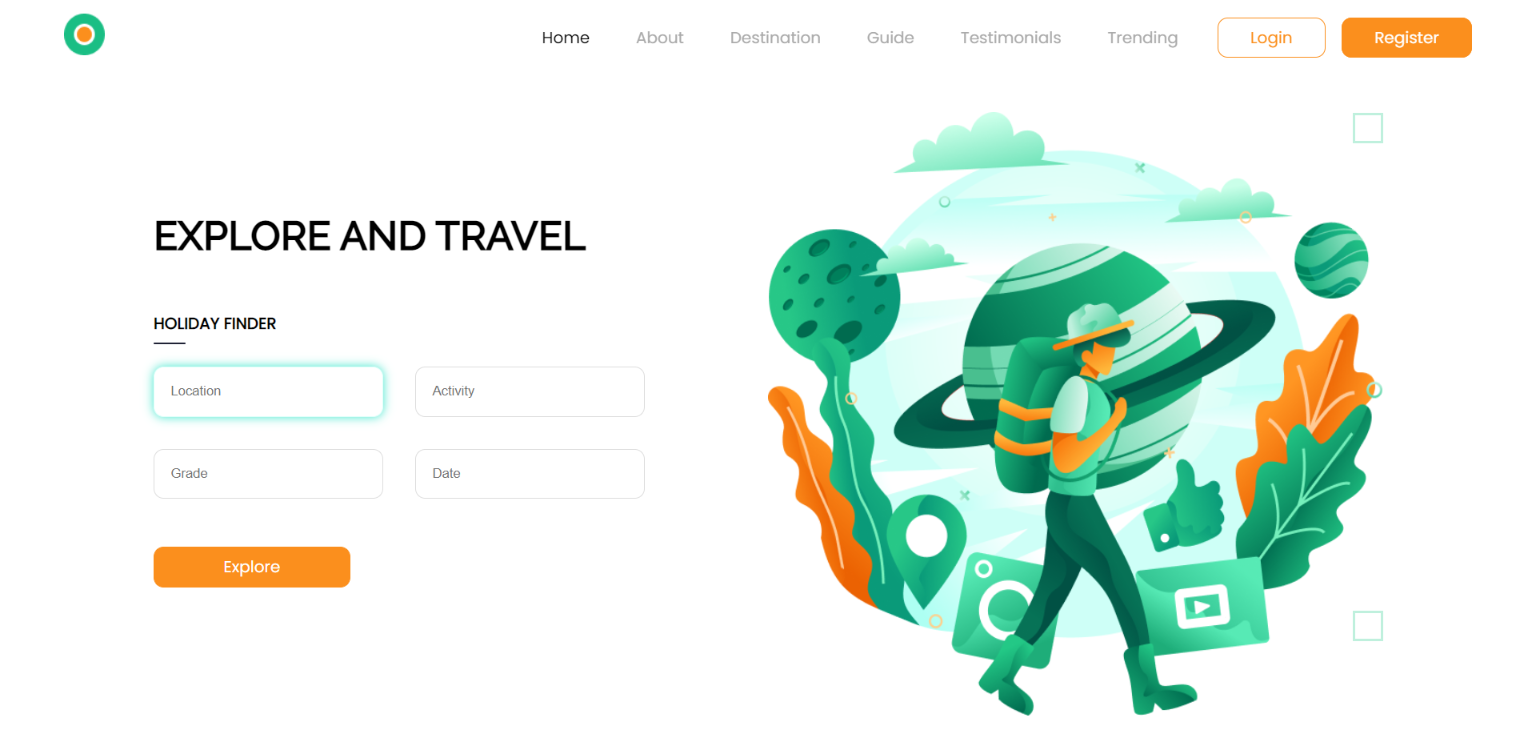 Home About Destination Guide Testimonials Trending Login Register
EXPLORE AND TRAVEL
HOLIDAY FINDER
Location Activity
Grade Date
Explore